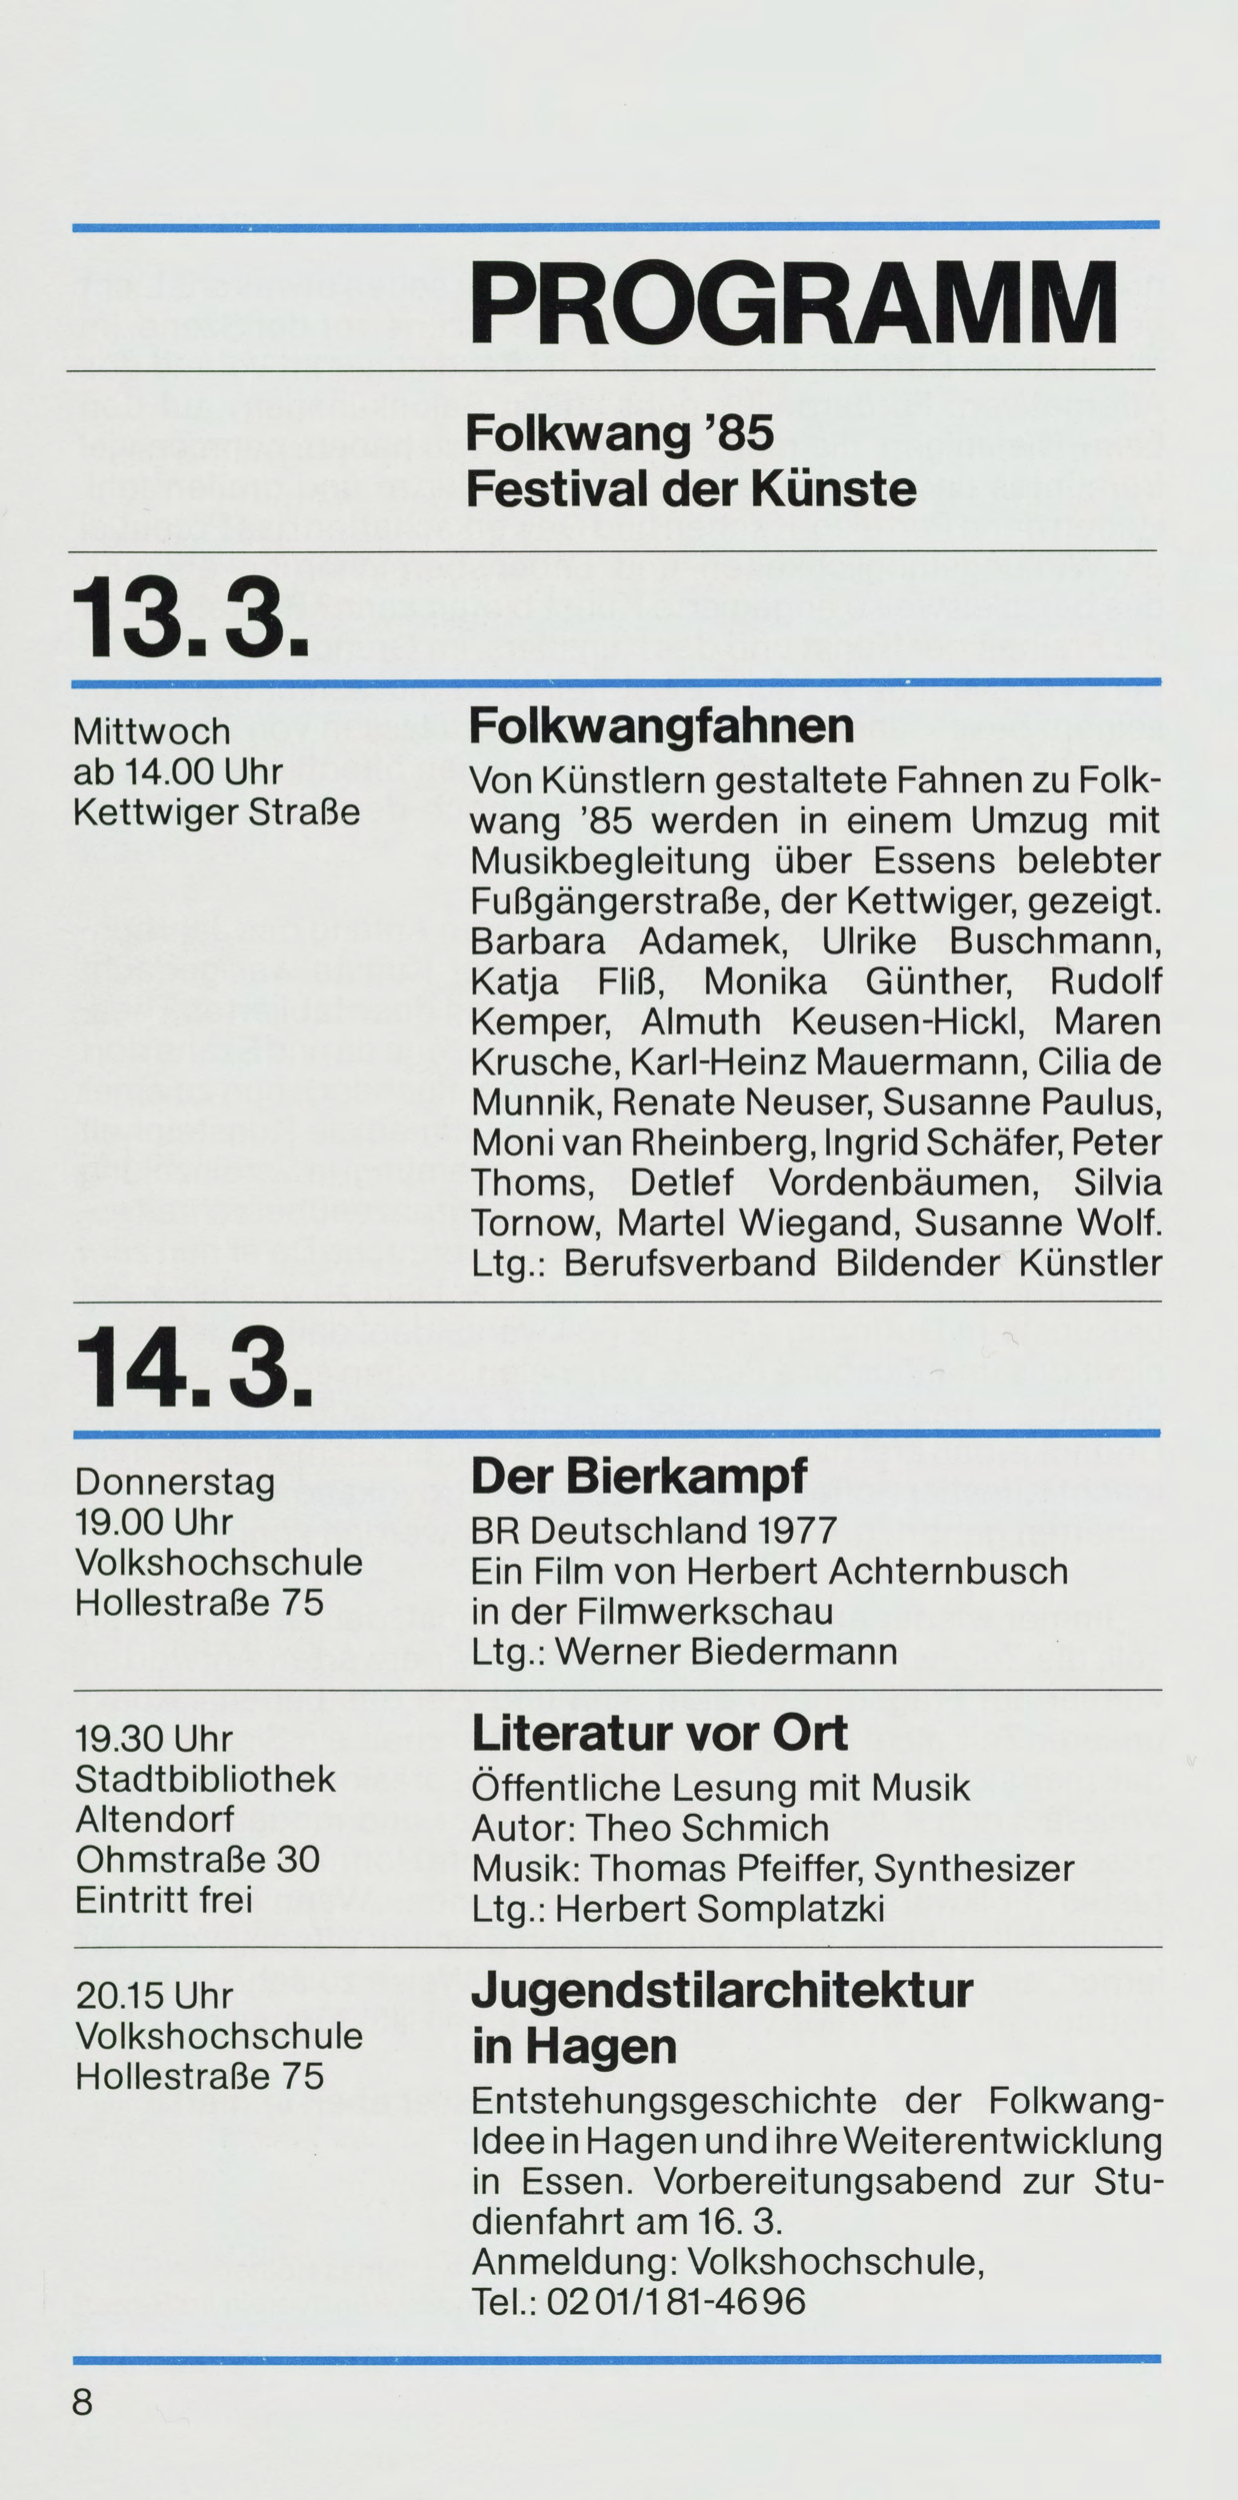 PROGRAMM
Folkwang ’85
Festival der Künste
13. 3.
Mittwoch
ab 14.00 Uhr
Kettwiger Straße
Folkwangfahnen
Von Künstlern gestaltete Fahnen zu Folk-
wang ’85 werden in einem Umzug mit
Musikbegleitung über Essens belebter
Fußgängerstraße, der Kettwiger, gezeigt.
Barbara Adamek, Ulrike Buschmann,
Katja Fliß, Monika Günther, Rudolf
Kemper, Almuth Keusen-Hickl, Maren
Krusche, Karl-Heinz Mauermann, Cilia de
Munnik, Renate Neuser, Susanne Paulus,
Moni van Rheinberg, Ingrid Schäfer, Peter
Thoms, Detlef Vordenbäumen, Silvia
Tornow, Martel Wiegand, Susanne Wolf.
Ltg.: Berufsverband Bildender Künstler
14. 3.
Donnerstag
19.00 Uhr
Volkshochschule
Hollestraße 75
Der Bierkampf
BR Deutschland 1977
Ein Film von Herbert Achternbusch
in der Filmwerkschau
Ltg.: Werner Biedermann
19.30 Uhr
Stadtbibliothek
Altendorf
Ohmstraße 30
Eintritt frei
Literatur vor Ort
Öffentliche Lesung mit Musik
Autor: Theo Schmich
Musik: Thomas Pfeiffer, Synthesizer
Ltg.: Herbert Somplatzki
20.15 Uhr
Volkshochschule
Hollestraße 75
Jugendstilarchitektur
in Hagen
Entstehungsgeschichte der Folkwang-
Idee in Hagen und ihre Weiterentwicklung
in Essen. Vorbereitungsabend zur Stu-
dienfahrt am 16. 3.
Anmeldung: Volkshochschule,
Tel.: 02 01/1 81-46 96
8